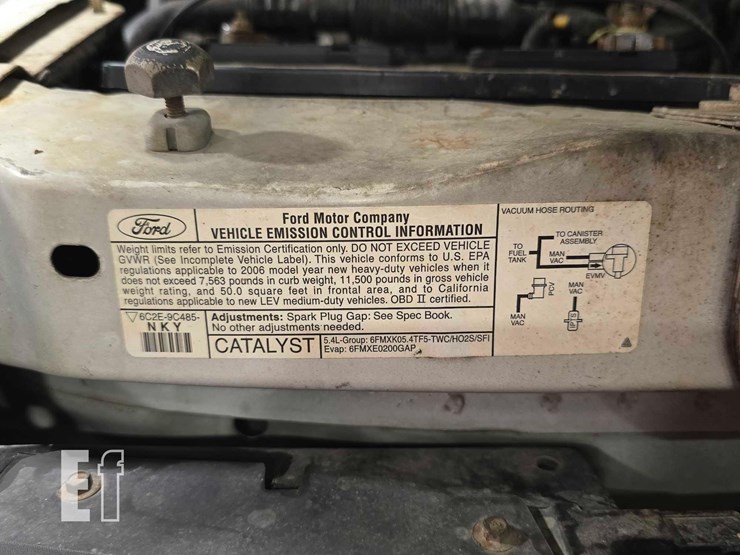 Ford
Ford Motor Company
VEHICLE EMISSION CONTROL INFORMATION
Weight limits refer to Emission Certification only. DO NOT EXCEED VEHICLE
GVWR (See Incomplete Vehicle Label). This vehicle conforms to U.S. EPA
regulations applicable to 2006 model year new heavy-duty vehicles when it
does not exceed 7,563 pounds in curb weight, 11,500 pounds in gross vehicle
weight rating, and 50.0 square feet in frontal area, and to California
regulations applicable to new LEV medium-duty vehicles. OBD II certified.
6C2E-9C485-
NKY
Adjustments: Spark Plug Gap: See Spec Book.
No other adjustments needed.
CATALYST
5.4L-Group: 6FMXK05.4TF5-TWC/HO2S/SFI
Evap: 6FMXE0200GAP
VACUUM HOSE ROUTING
TO CANISTER
ASSEMBLY
TO
FUEL
TANK
MAN
VAC
EVMV
PCV
MAN
VAC
FPS
MAN
VAC
Ef